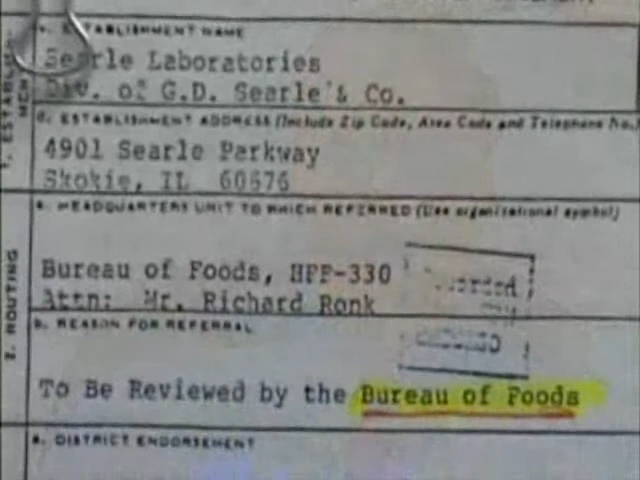 ESTABLISHMENT NAME
Searle Laboratories
Div. of G.D. Searle & Co.
ESTABLISHMENT ADDRESS (Include Zip Code, Area Code and Telephone No.)
4901 Searle Parkway
Skokie, IL 60676
a. HEADQUARTERS UNIT TO WHICH REFERRED (Use organizational symbol)
Bureau of Foods, HFF-330
Attn: Mr. Richard Ronk
b. REASON FOR REFERRAL
To Be Reviewed by the Bureau of Foods
DISTRICT ENDORSEMENT
2. ROUTING